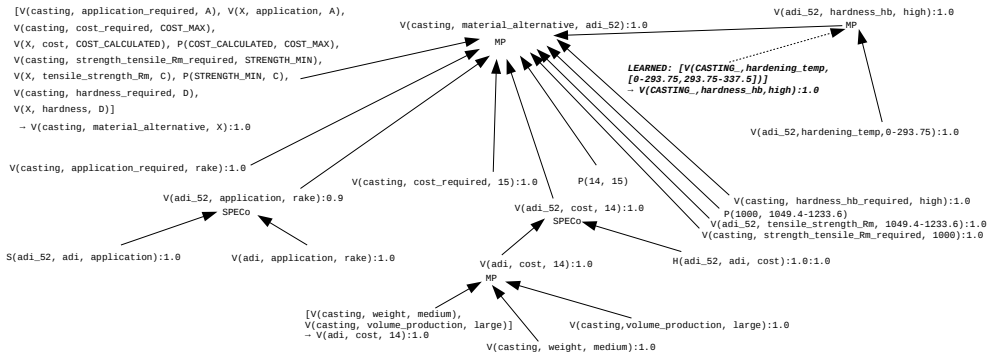 [V(casting, application_required, A), V(X, application, A),
V(casting, cost_required, COST_MAX),
V(X, cost, COST_CALCULATED), P(COST_CALCULATED, COST_MAX),
V(casting, strength_tensile_Rm_required, STRENGTH_MIN),
V(X, tensile_strength_Rm, C), P(STRENGTH_MIN, C),
V(casting, hardness_required, D),
V(X, hardness, D)]
→ V(casting, material_alternative, X):1.0
V(casting, material_alternative, adi_52):1.0
MP
V(adi_52, hardness_hb, high):1.0
MP
LEARNED: [V(CASTING_,hardening_temp,
[0-293.75,293.75-337.5])]
→ V(CASTING_,hardness_hb,high):1.0
V(adi_52,hardening_temp,0-293.75):1.0
V(casting, application_required, rake):1.0
V(adi_52, application, rake):0.9
SPECo
S(adi_52, adi, application):1.0
V(adi, application, rake):1.0
V(casting, cost_required, 15):1.0
P(14, 15)
V(adi_52, cost, 14):1.0
SPECo
V(casting, hardness_hb_required, high):1.0
P(1000, 1049.4-1233.6)
V(adi_52, tensile_strength_Rm, 1049.4-1233.6):1.0
V(casting, strength_tensile_Rm_required, 1000):1.0
V(adi, cost, 14):1.0
MP
H(adi_52, adi, cost):1.0:1.0
[V(casting, weight, medium),
V(casting, volume_production, large)]
→ V(adi, cost, 14):1.0
V(casting,volume_production, large):1.0
V(casting, weight, medium):1.0